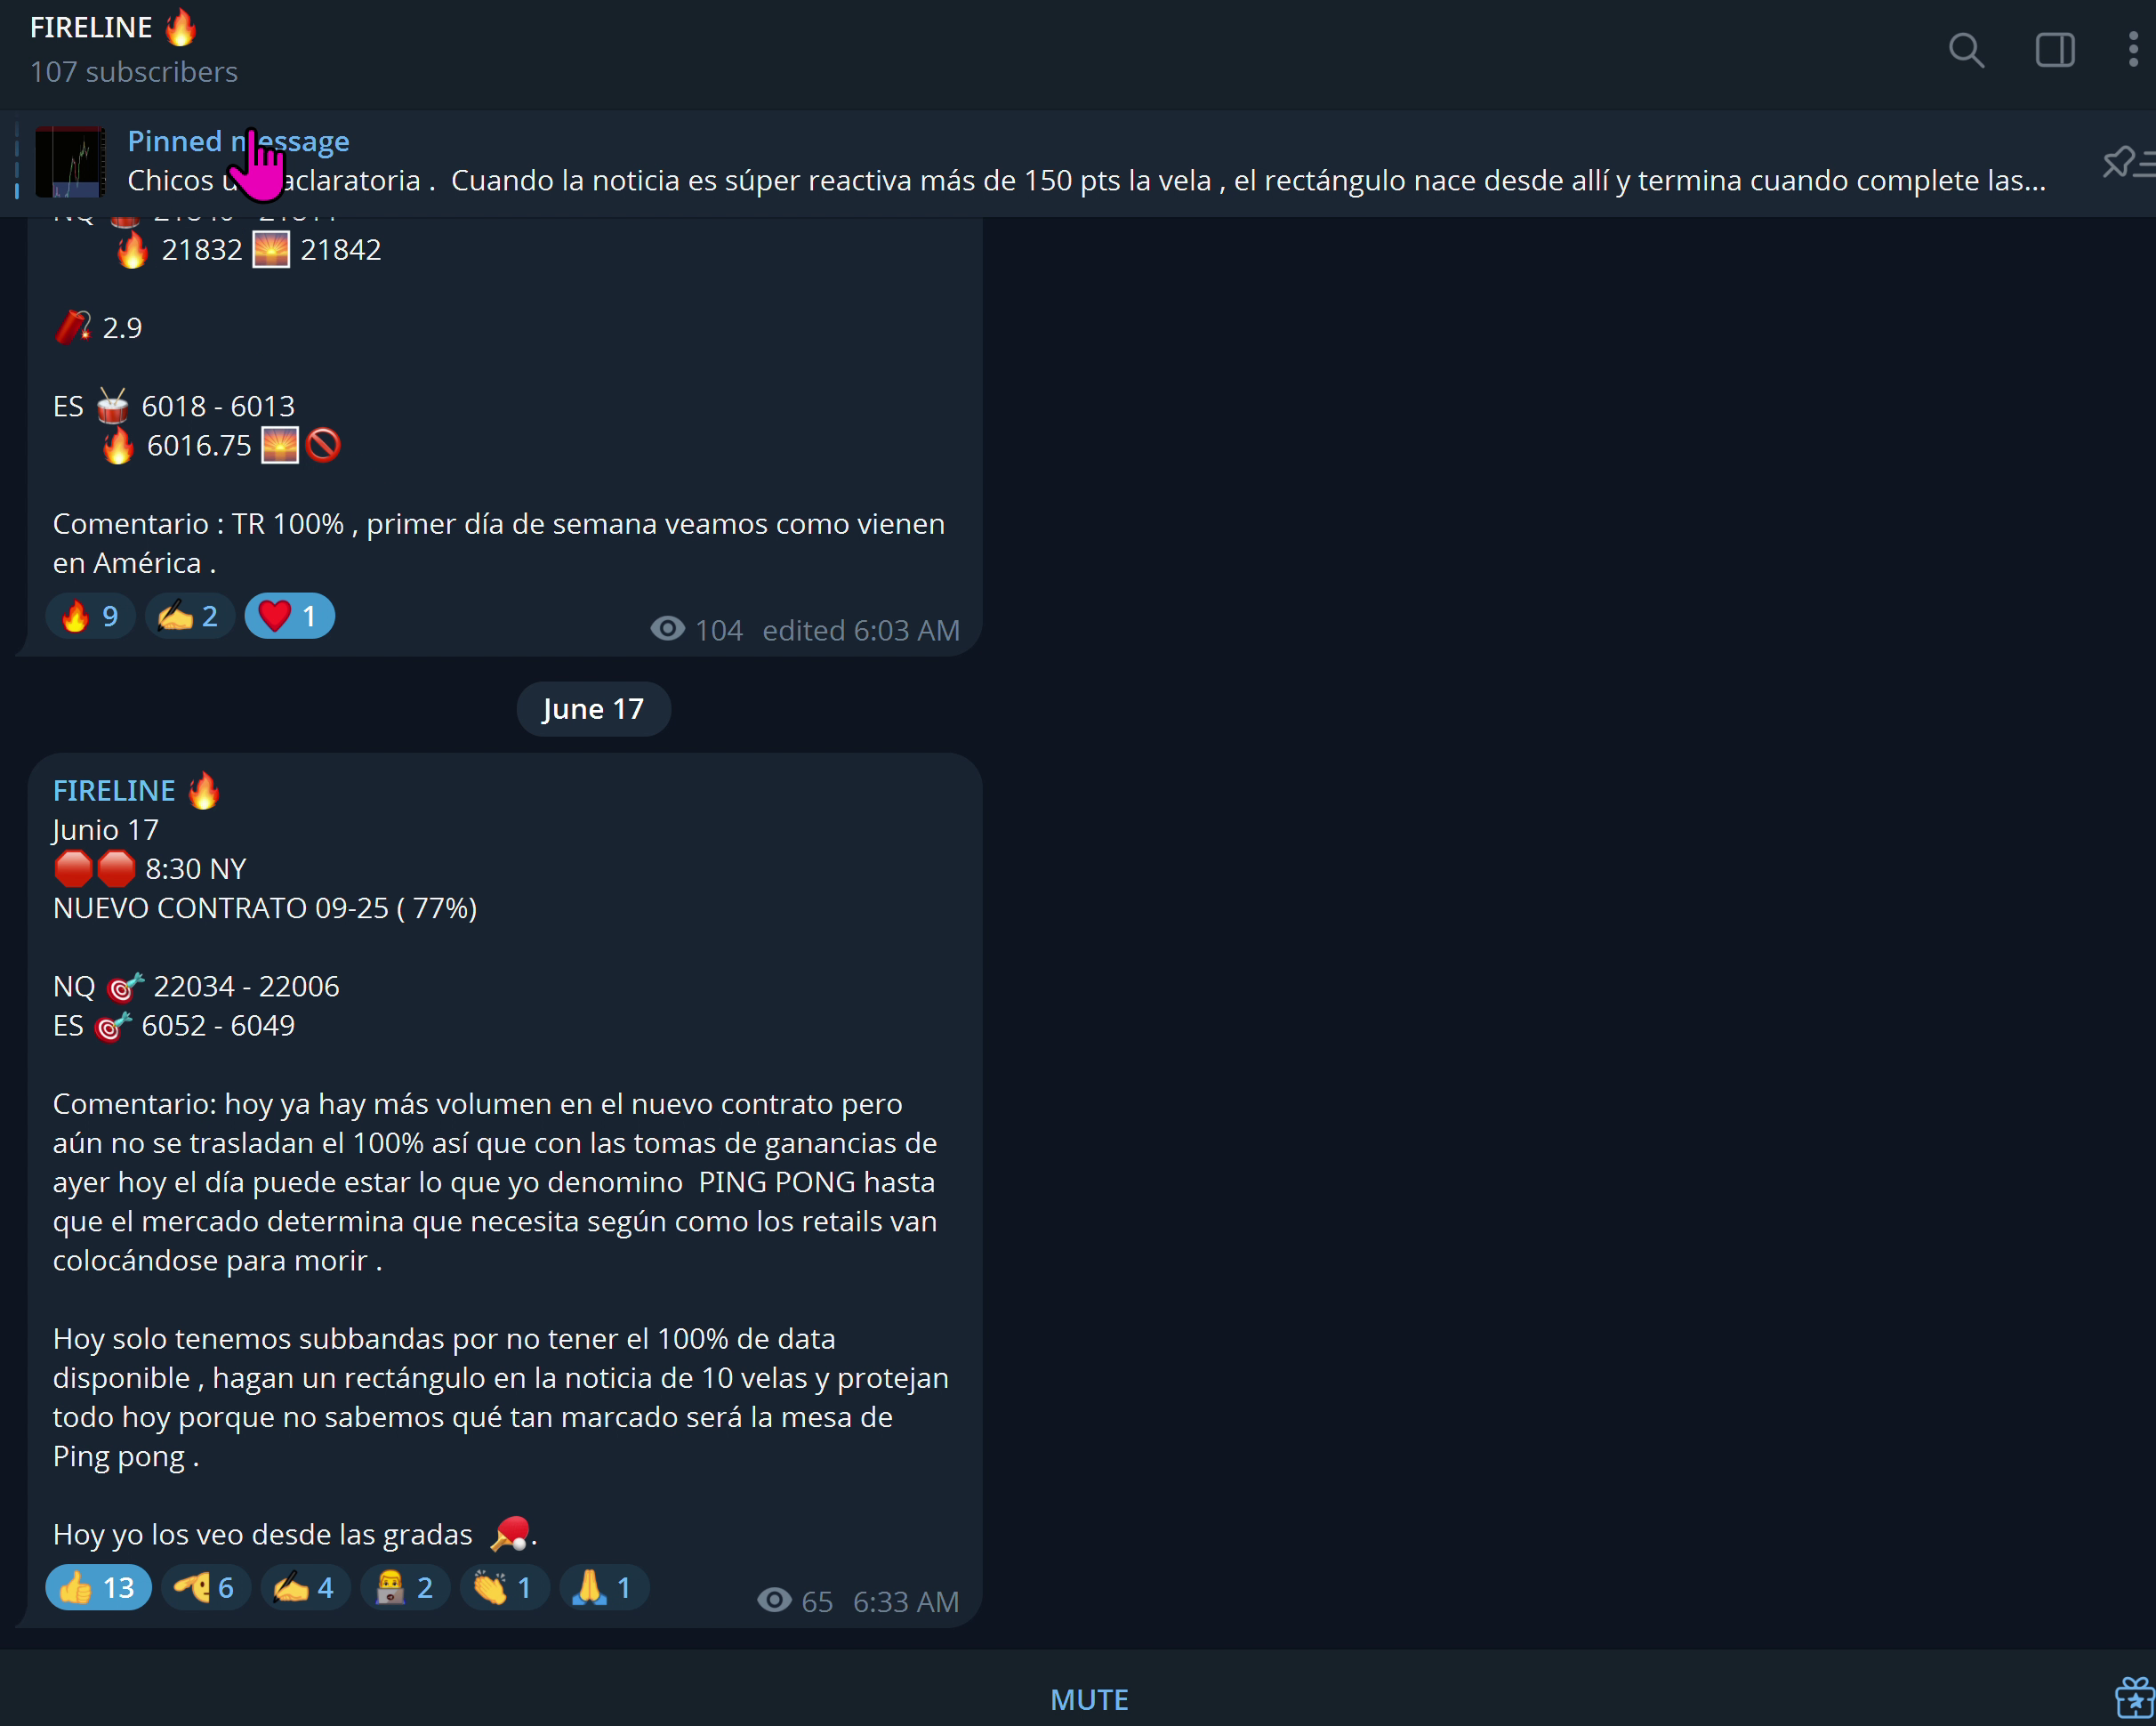 FIRELINE 🔥
107 subscribers
Pinned message
Chicos aclaratoria . Cuando la noticia es súper reactiva más de 150 pts la vela , el rectángulo nace desde allí y termina cuando complete las...
🔥 21832 🌅 21842
🧨 2.9
ES 🥁 6018 - 6013
🔥 6016.75 🌅🚫
Comentario : TR 100% , primer día de semana veamos como vienen
en América .
🔥 9 ✍️ 2 ❤️ 1
104 edited 6:03 AM
June 17
FIRELINE 🔥
Junio 17
🛑🛑 8:30 NY
NUEVO CONTRATO 09-25 ( 77%)
NQ 🎯 22034 - 22006
ES 🎯 6052 - 6049
Comentario: hoy ya hay más volumen en el nuevo contrato pero
aún no se trasladan el 100% así que con las tomas de ganancias de
ayer hoy el día puede estar lo que yo denomino PING PONG hasta
que el mercado determina que necesita según como los retails van
colocándose para morir .
Hoy solo tenemos subbandas por no tener el 100% de data
disponible , hagan un rectángulo en la noticia de 10 velas y protejan
todo hoy porque no sabemos qué tan marcado será la mesa de
Ping pong .
Hoy yo los veo desde las gradas 🏓.
👍 13 🫡 6 ✍️ 4 👨‍💻 2 👏 1 🙏 1
65 6:33 AM
MUTE